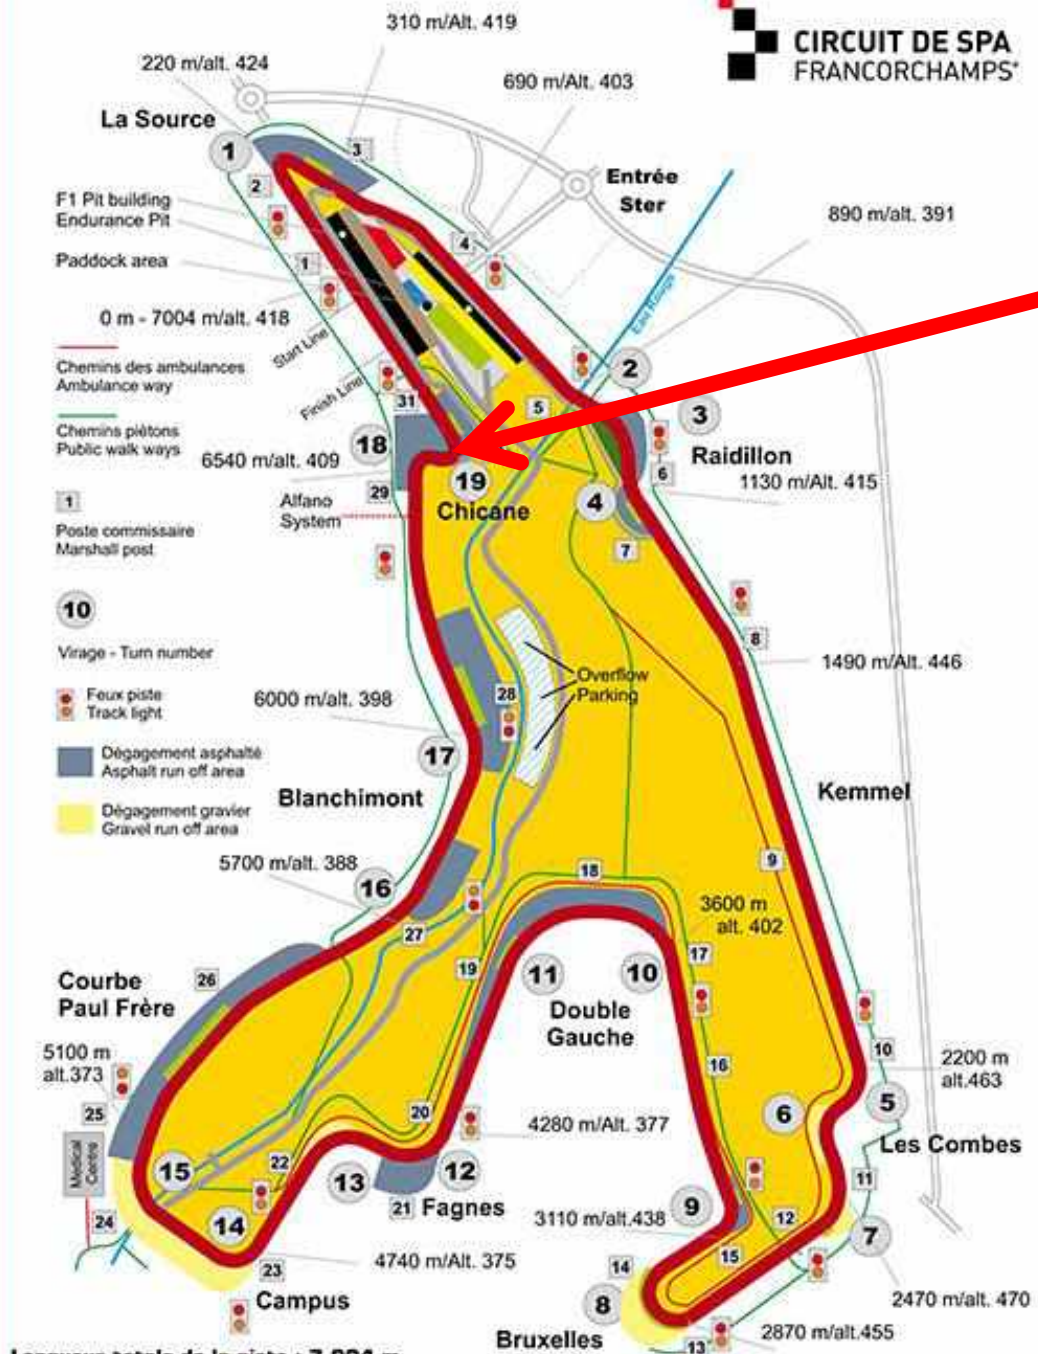 310 m/Alt. 419
CIRCUIT DE SPA
FRANCORCHAMPS
220 m/alt. 424
690 m/Alt. 403
La Source
1
3
2
Entrée
Ster
F1 Pit building
Endurance Pit
890 m/alt. 391
4
Paddock area
1
0 m - 7004 m/alt. 418
Start Line
Eau Rouge
2
Chemins des ambulances
Ambulance way
Finish Line
31
5
3
Chemins piétons
Public walk ways
18
Raidillon
6540 m/alt. 409
6
1130 m/Alt. 415
29
19
Chicane
4
1
Alfano
System
Poste commissaire
Marshall post
7
10
8
Virage - Turn number
1490 m/Alt. 446
Overflow
Parking
Feux piste
Track light
6000 m/alt. 398
28
17
Dégagement asphalté
Asphalt run off area
Blanchimont
Kemmel
Dégagement gravier
Gravel run off area
5700 m/alt. 388
16
18
9
3600 m
alt. 402
27
17
19
11
10
Courbe
Paul Frère
26
Double
Gauche
5100 m
alt.373
10
2200 m
alt.463
16
25
20
6
5
4280 m/Alt. 377
Les Combes
Medical
Centre
15
22
13
12
11
24
14
21
Fagnes
9
3110 m/alt.438
12
7
15
4740 m/Alt. 375
23
14
Campus
8
2470 m/alt. 470
Bruxelles
13
2870 m/alt.455